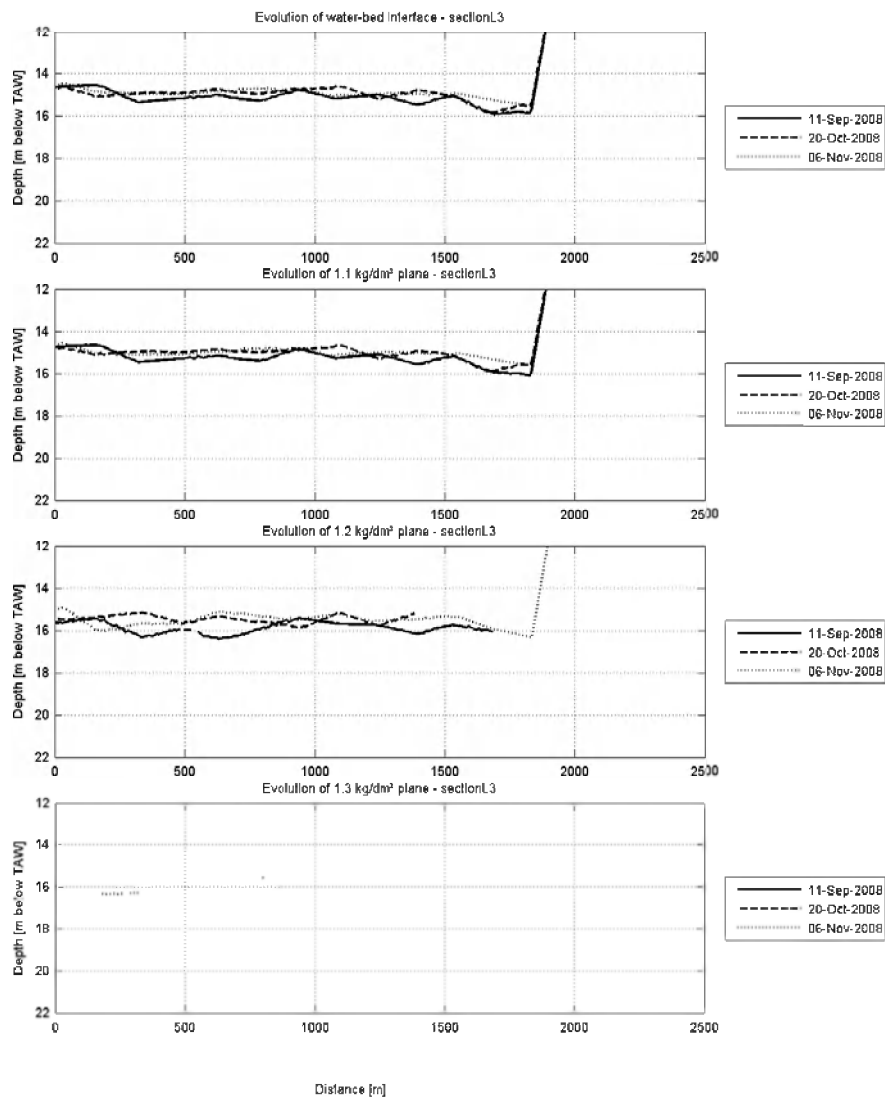 Evolution of water-bed interface - sectionL3
12
14
16
18
20
22
Depth [m below TAW]
0
500
1000
1500
2000
2500
11-Sep-2008
20-Oct-2008
06-Nov-2008
Evolution of 1.1 kg/dm³ plane - sectionL3
12
14
16
18
20
22
Depth [m below TAW]
0
500
1000
1500
2000
2500
11-Sep-2008
20-Oct-2008
06-Nov-2008
Evolution of 1.2 kg/dm³ plane - sectionL3
12
14
16
18
20
22
Depth [m below TAW]
0
500
1000
1500
2000
2500
11-Sep-2008
20-Oct-2008
06-Nov-2008
Evolution of 1.3 kg/dm³ plane - sectionL3
12
14
16
18
20
22
Depth [m below TAW]
0
500
1000
1500
2000
2500
11-Sep-2008
20-Oct-2008
06-Nov-2008
Distance [m]